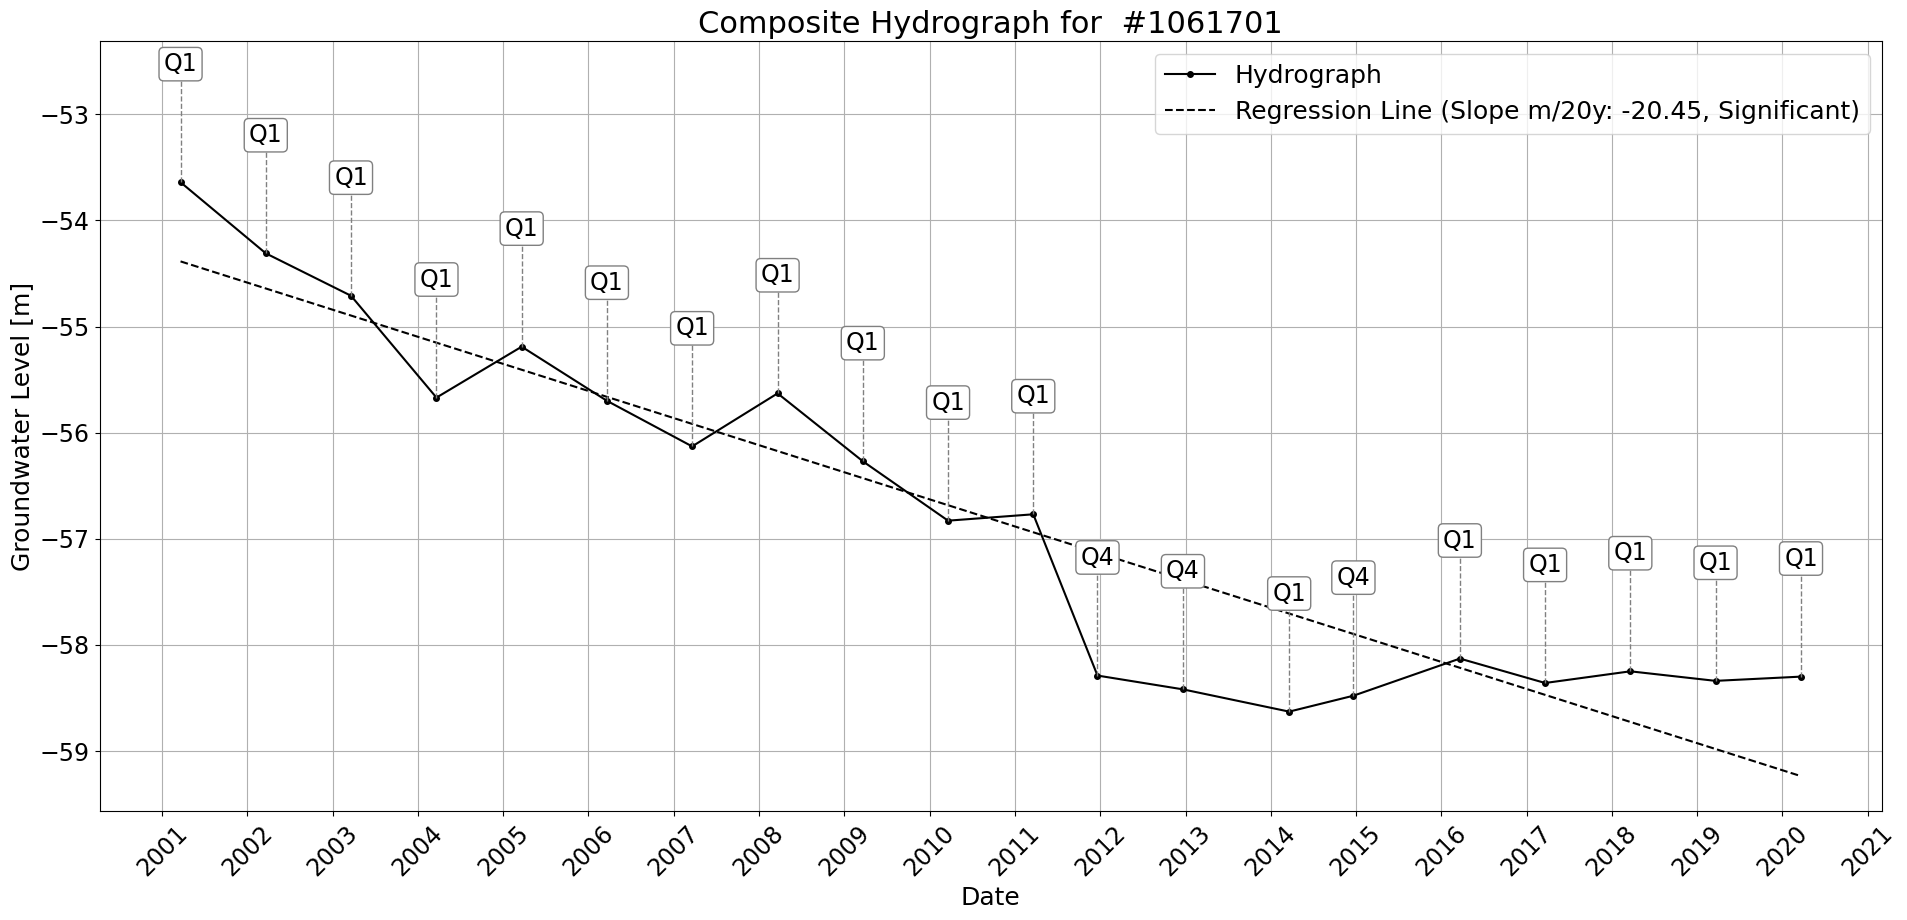 Composite Hydrograph for  #1061701
Hydrograph
Regression Line (Slope m/20y: -20.45, Significant)
Groundwater Level [m]
−53
−54
−55
−56
−57
−58
−59
Q1
Q1
Q1
Q1
Q1
Q1
Q1
Q1
Q1
Q1
Q1
Q4
Q4
Q1
Q4
Q1
Q1
Q1
Q1
Q1
2001
2002
2003
2004
2005
2006
2007
2008
2009
2010
2011
2012
2013
2014
2015
2016
2017
2018
2019
2020
2021
Date